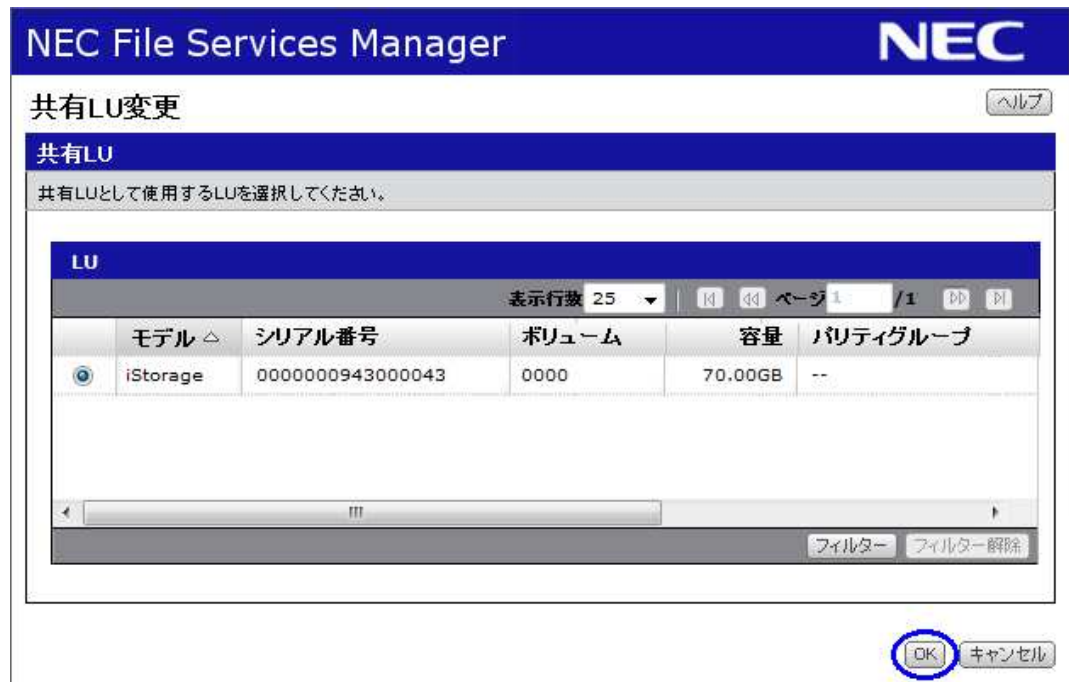 NEC File Services Manager NEC
共有LU変更 ヘルプ
共有LU
共有LUとして使用するLUを選択してください。
LU
表示行数 25 ページ 1 /1
モデル シリアル番号 ボリューム 容量 パリティグループ
iStorage 0000000943000043 0000 70.00GB --
フィルター フィルター解除
OK キャンセル